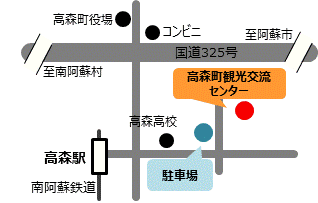 高森町役場
コンビニ
至阿蘇市
国道325号
至南阿蘇村
高森町観光交流
センター
高森高校
高森駅
駐車場
南阿蘇鉄道